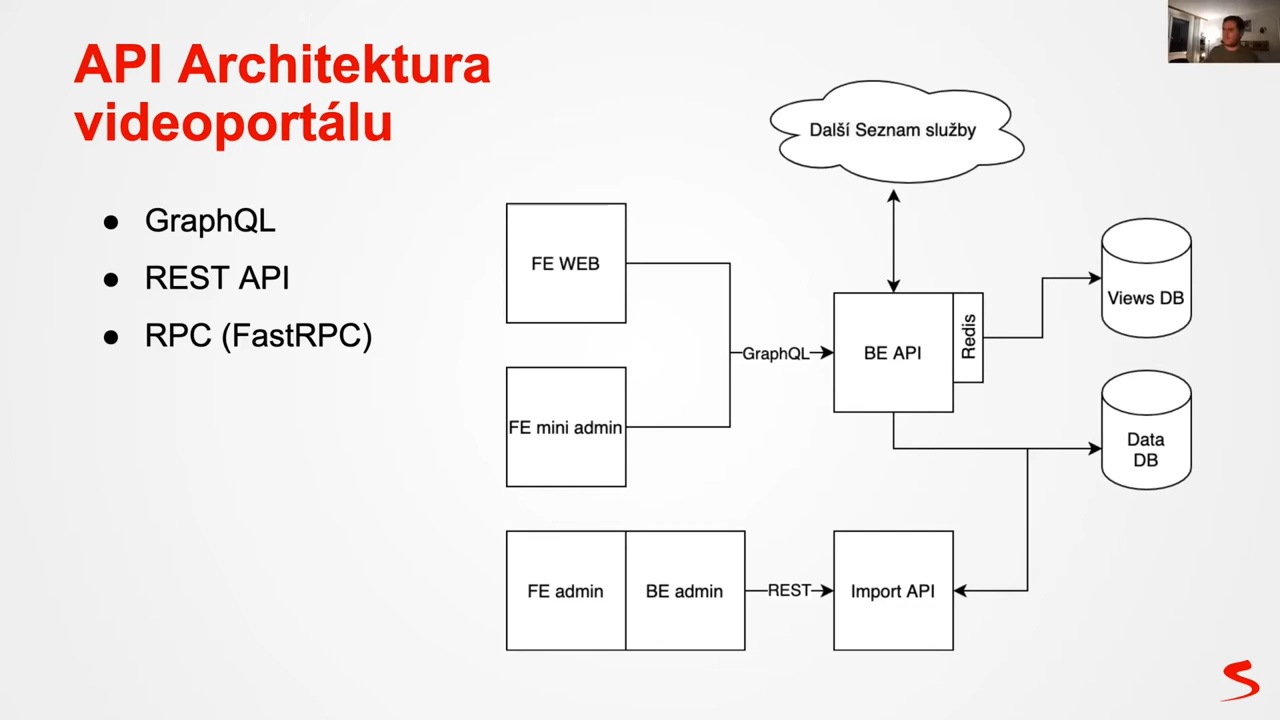 API Architektura
videoportálu
● GraphQL
● REST API
● RPC (FastRPC)
Další Seznam služby
FE WEB
FE mini admin
GraphQL
BE API
Redis
Views DB
Data
DB
FE admin
BE admin
REST
Import API